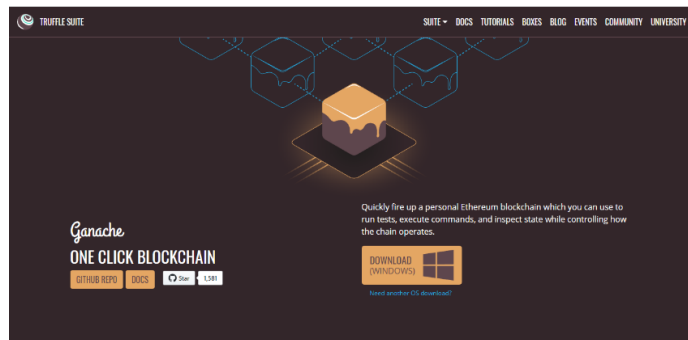 TRUFFLE SUITE
SUITE DOCS TUTORIALS BOXES BLOG EVENTS COMMUNITY UNIVERSITY
Quickly fire up a personal Ethereum blockchain which you can use to
run tests, execute commands, and inspect state while controlling how
the chain operates.
Ganache
ONE CLICK BLOCKCHAIN
GITHUB REPO DOCS Star 1,581
DOWNLOAD
(WINDOWS)
Need another OS download?